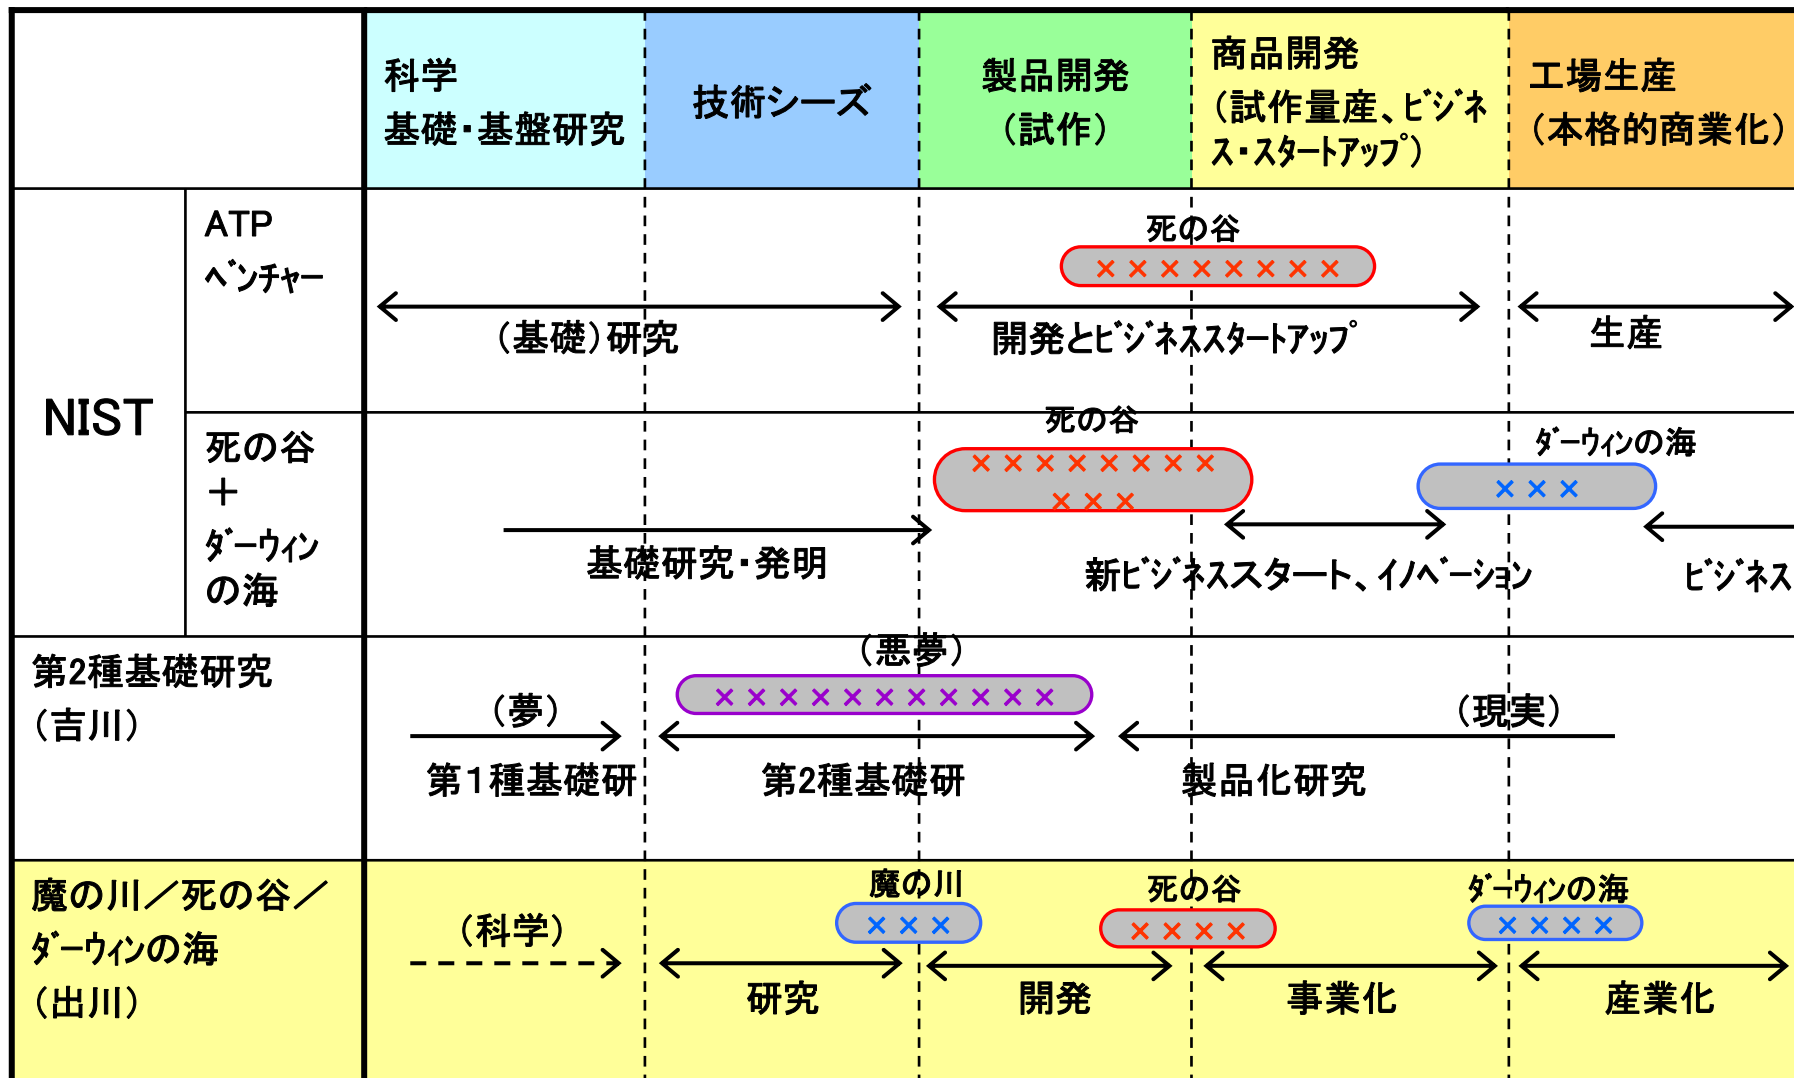 科学
基礎・基盤研究
技術シーズ
製品開発
（試作）
商品開発
（試作量産、ビジネ
ス・スタートアップ）
工場生産
（本格的商業化）
NIST
ATP
ベンチャー
死の谷
××××××××
（基礎）研究
開発とビジネススタートアップ
生産
死の谷
＋
ダーウィン
の海
死の谷
××××××××
×××
ダーウィンの海
×××
基礎研究・発明
新ビジネススタート、イノベーション
ビジネス
第2種基礎研究
（吉川）
（夢）
（悪夢）
×××××××××××
（現実）
第１種基礎研
第2種基礎研
製品化研究
魔の川／死の谷／
ダーウィンの海
（出川）
（科学）
魔の川
×××
死の谷
××××
ダーウィンの海
××××
研究
開発
事業化
産業化